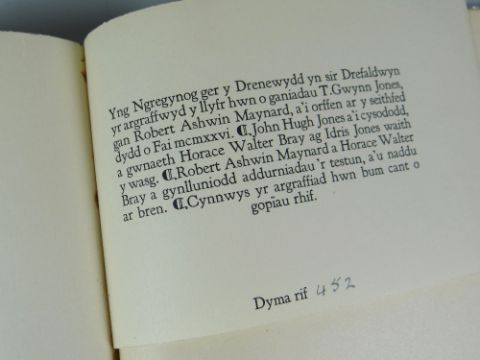 Yng Ngregynog ger y Drenewydd yn sir Drefaldwyn
yr argraffwyd y llyfr hwn o ganiadau T. Gwynn Jones,
gan Robert Ashwin Maynard, a'i orffen ar y seithfed
dydd o Fai mcmxxvi. ¶John Hugh Jones a'i cysododd,
a gwnaeth Horace Walter Bray ag Idris Jones waith
y wasg. ¶Robert Ashwin Maynard a Horace Walter
Bray a gynlluniodd addurniadau'r testun, a'u naddu
ar bren. ¶Cynnwys yr argraffiad hwn bum cant o
gopïau rhif.
Dyma rif 452